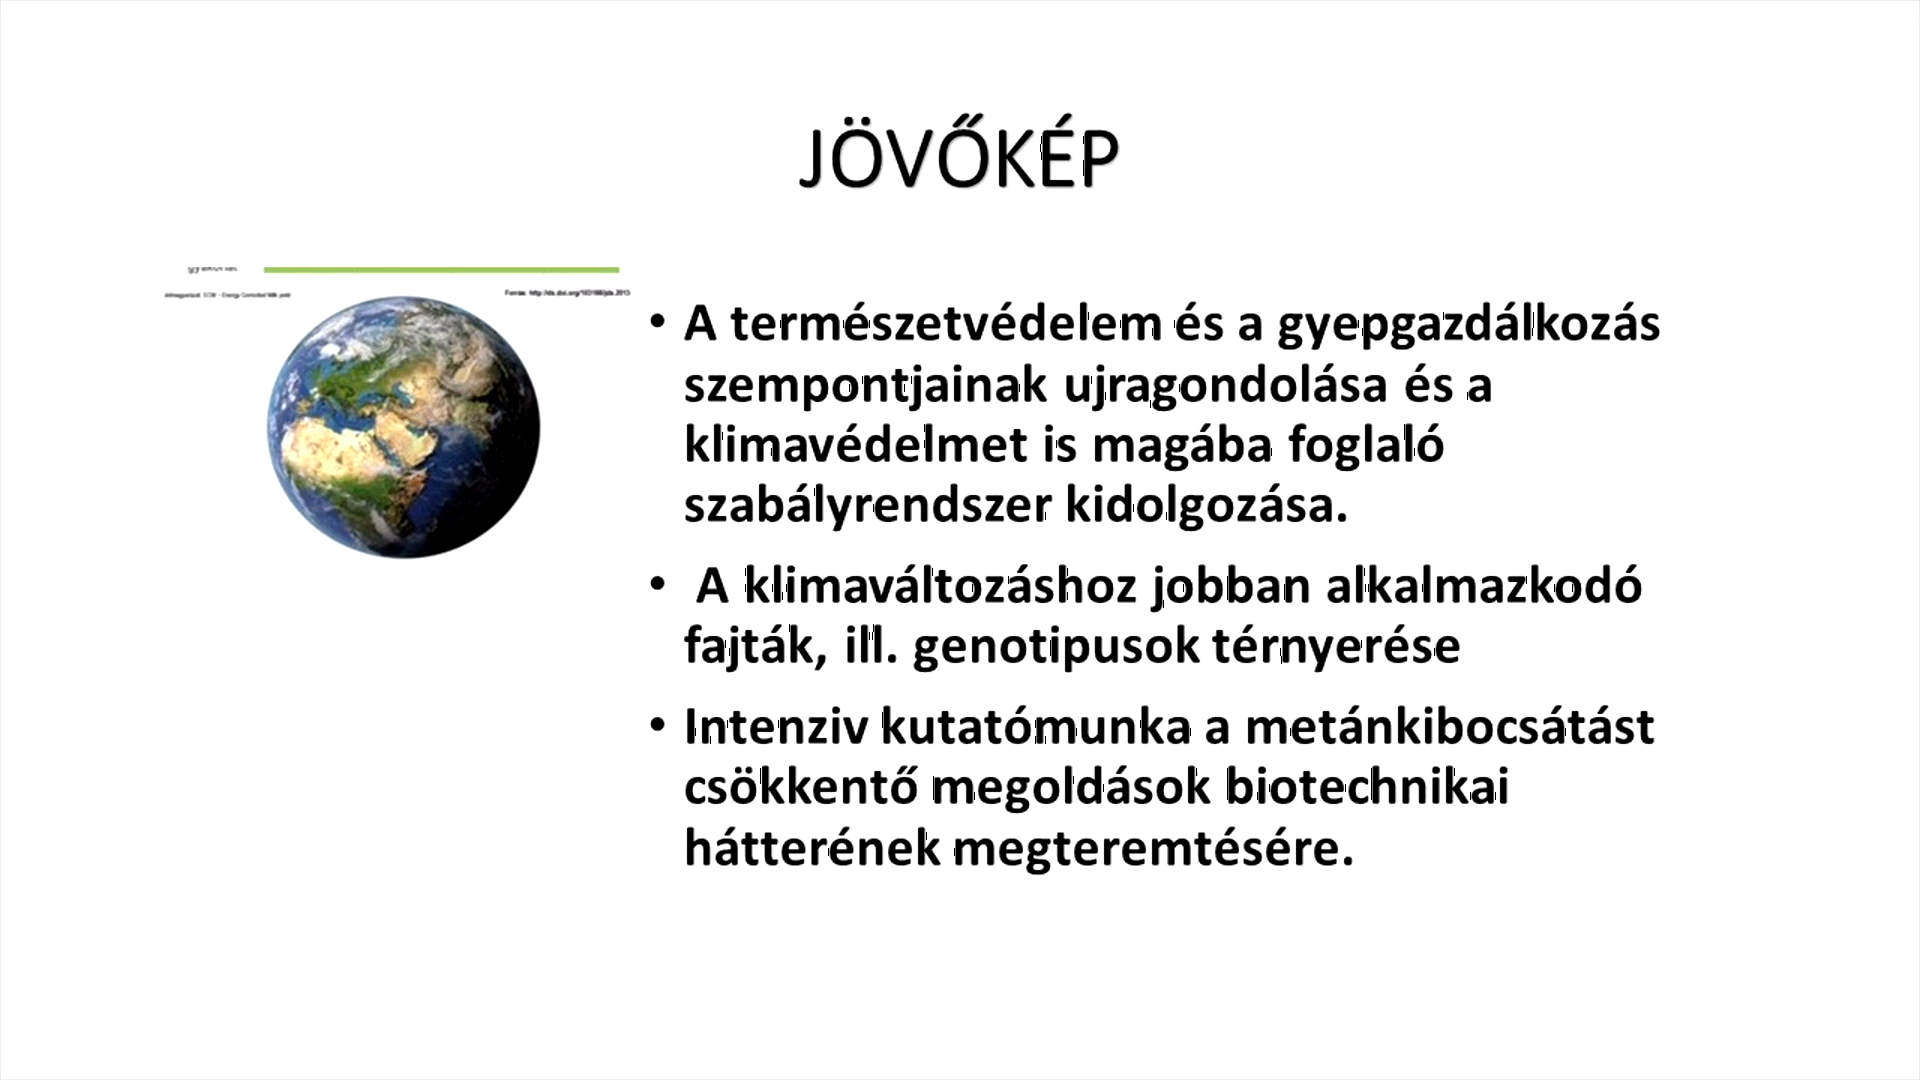 JÖVŐKÉP
• A természetvédelem és a gyepgazdálkozás
szempontjainak ujragondolása és a
klimavédelmet is magába foglaló
szabályrendszer kidolgozása.
• A klimaváltozáshoz jobban alkalmazkodó
fajták, ill. genotipusok térnyerése
• Intenziv kutatómunka a metánkibocsátást
csökkentő megoldások biotechnikai
hátterének megteremtésére.